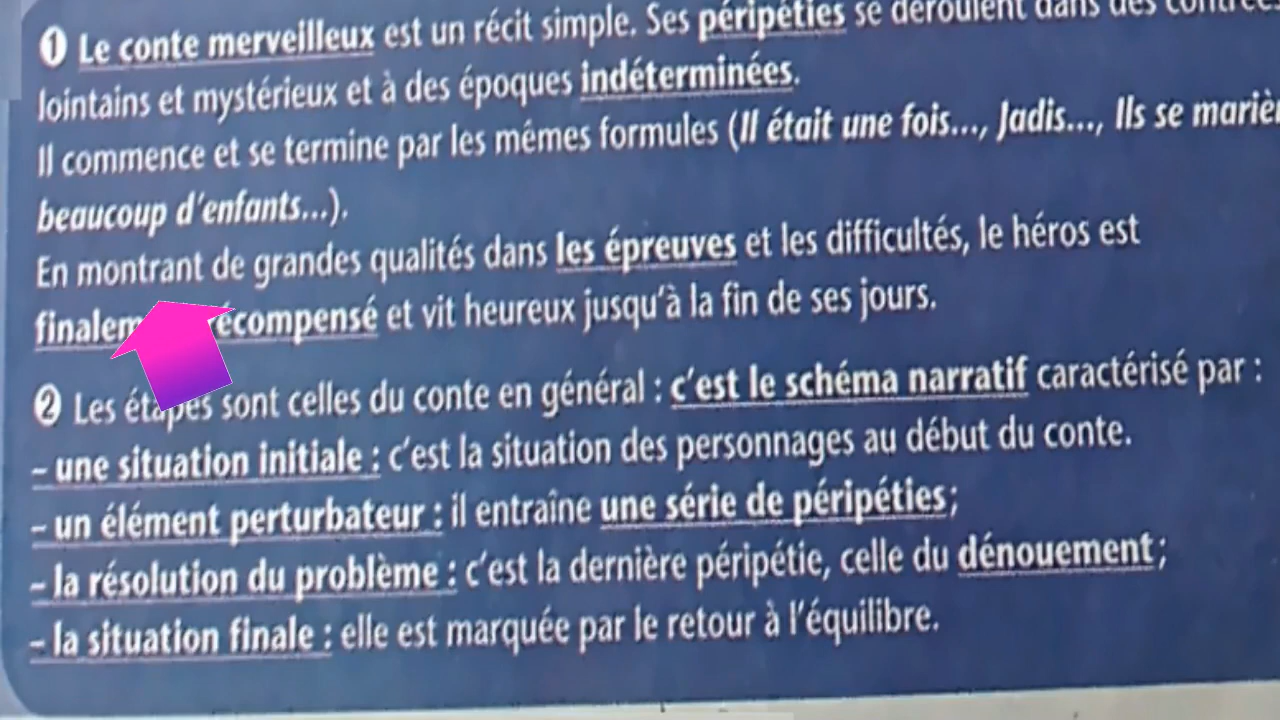 ❶ Le conte merveilleux est un récit simple. Ses péripéties se déroulent dans des
lointains et mystérieux et à des époques indéterminées.
Il commence et se termine par les mêmes formules (Il était une fois..., Jadis..., Ils se
beaucoup d'enfants...).
En montrant de grandes qualités dans les épreuves et les difficultés, le héros est
récompensé et vit heureux jusqu'à la fin de ses jours.
❷ Les étapes sont celles du conte en général : c'est le schéma narratif caractérisé par :
– une situation initiale : c'est la situation des personnages au début du conte.
– un élément perturbateur : il entraîne une série de péripéties ;
– la résolution du problème : c'est la dernière péripétie, celle du dénouement ;
– la situation finale : elle est marquée par le retour à l'équilibre.